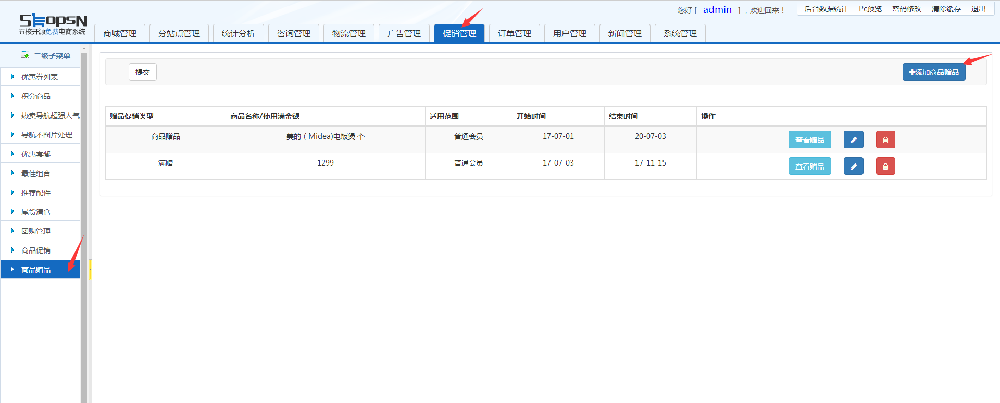 您好 [ admin ] , 欢迎回来！
后台数据统计 Pc预览 密码修改 清除缓存 退出
ShopsN
五核开源免费电商系统
商城管理 分站点管理 统计分析 咨询管理 物流管理 广告管理 促销管理 订单管理 用户管理 新闻管理 系统管理
二级子菜单
优惠券列表
积分商品
热卖导航超强人气
导航不图片处理
优惠套餐
最佳组合
推荐配件
尾货清仓
团购管理
商品促销
商品赠品
提交 添加商品赠品
赠品促销类型 商品名称/使用满金额 适用范围 开始时间 结束时间 操作
商品赠品 美的 ( Midea)电饭煲 个 普通会员 17-07-01 20-07-03 查看赠品
满赠 1299 普通会员 17-07-03 17-11-15 查看赠品